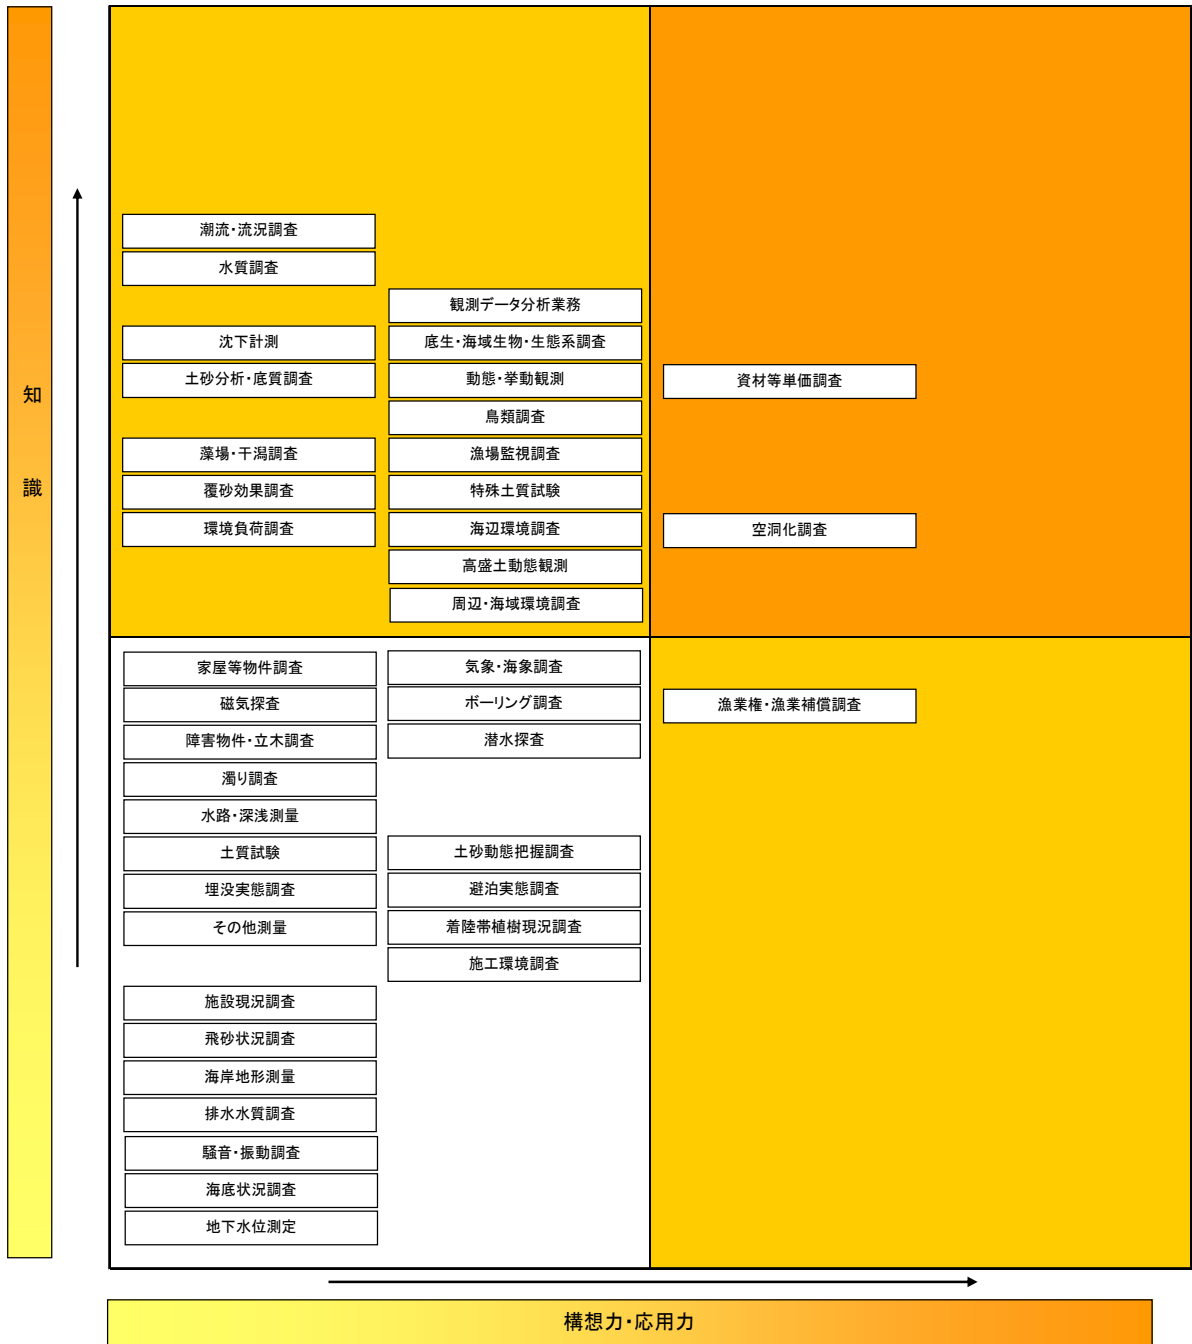 知
識
潮流・流況調査
水質調査
沈下計測
土砂分析・底質調査
藻場・干潟調査
覆砂効果調査
環境負荷調査
観測データ分析業務
底生・海域生物・生態系調査
動態・挙動観測
鳥類調査
漁場監視調査
特殊土質試験
海辺環境調査
高盛土動態観測
周辺・海域環境調査
資材等単価調査
空洞化調査
家屋等物件調査
磁気探査
障害物件・立木調査
濁り調査
水路・深浅測量
土質試験
埋没実態調査
その他測量
施設現況調査
飛砂状況調査
海岸地形測量
排水水質調査
騒音・振動調査
海底状況調査
地下水位測定
気象・海象調査
ボーリング調査
潜水探査
土砂動態把握調査
避泊実態調査
着陸帯植樹現況調査
施工環境調査
漁業権・漁業補償調査
構想力・応用力